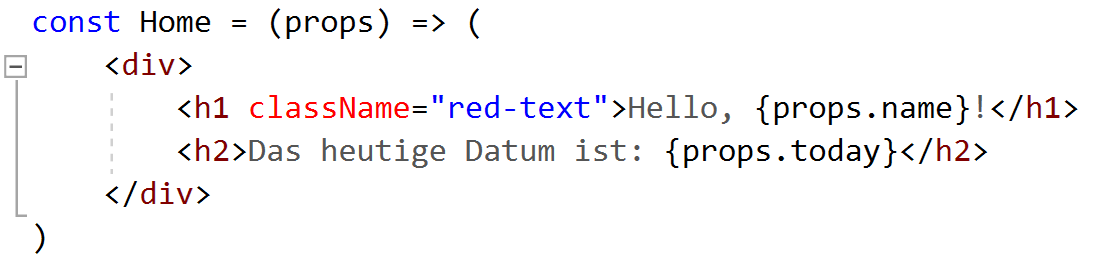 const Home = (props) => (
    <div>
        <h1 className="red-text">Hello, {props.name}!</h1>
        <h2>Das heutige Datum ist: {props.today}</h2>
    </div>
)